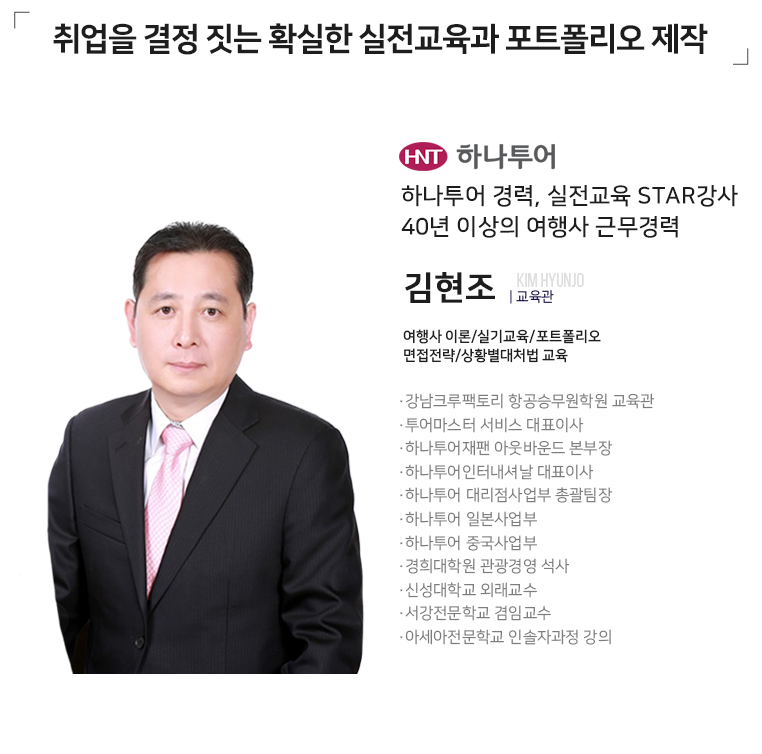 취업을 결정 짓는 확실한 실전교육과 포트폴리오 제작
HNT 하나투어
하나투어 경력, 실전교육 STAR강사
40년 이상의 여행사 근무경력
김현조 KIM HYUNJO
| 교육관
여행사 이론/실기교육/포트폴리오
면접전략/상황별대처법 교육
·강남크루팩토리 항공승무원학원 교육관
·투어마스터 서비스 대표이사
·하나투어재팬 아웃바운드 본부장
·하나투어인터내셔날 대표이사
·하나투어 대리점사업부 총괄팀장
·하나투어 일본사업부
·하나투어 중국사업부
·경희대학원 관광경영 석사
·신성대학교 외래교수
·서강전문학교 겸임교수
·아세아전문학교 인솔자과정 강의